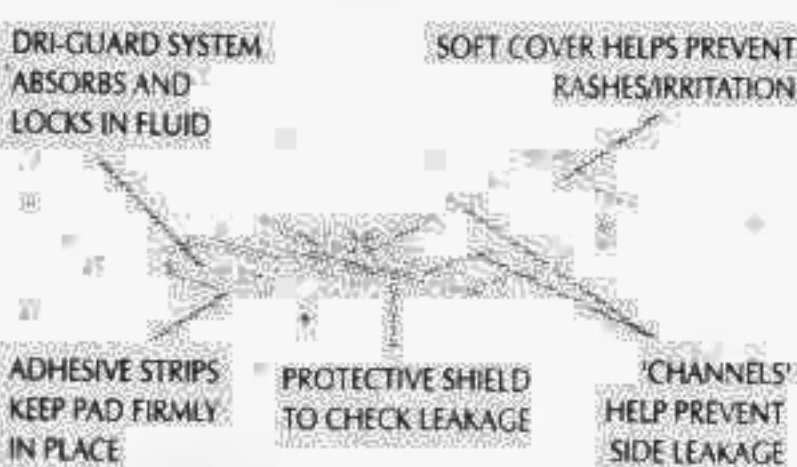 DRI-GUARD SYSTEM
ABSORBS AND
LOCKS IN FLUID
SOFT COVER HELPS PREVENT
RASHES/IRRITATION
ADHESIVE STRIPS
KEEP PAD FIRMLY
IN PLACE
PROTECTIVE SHIELD
TO CHECK LEAKAGE
'CHANNELS'
HELP PREVENT
SIDE LEAKAGE